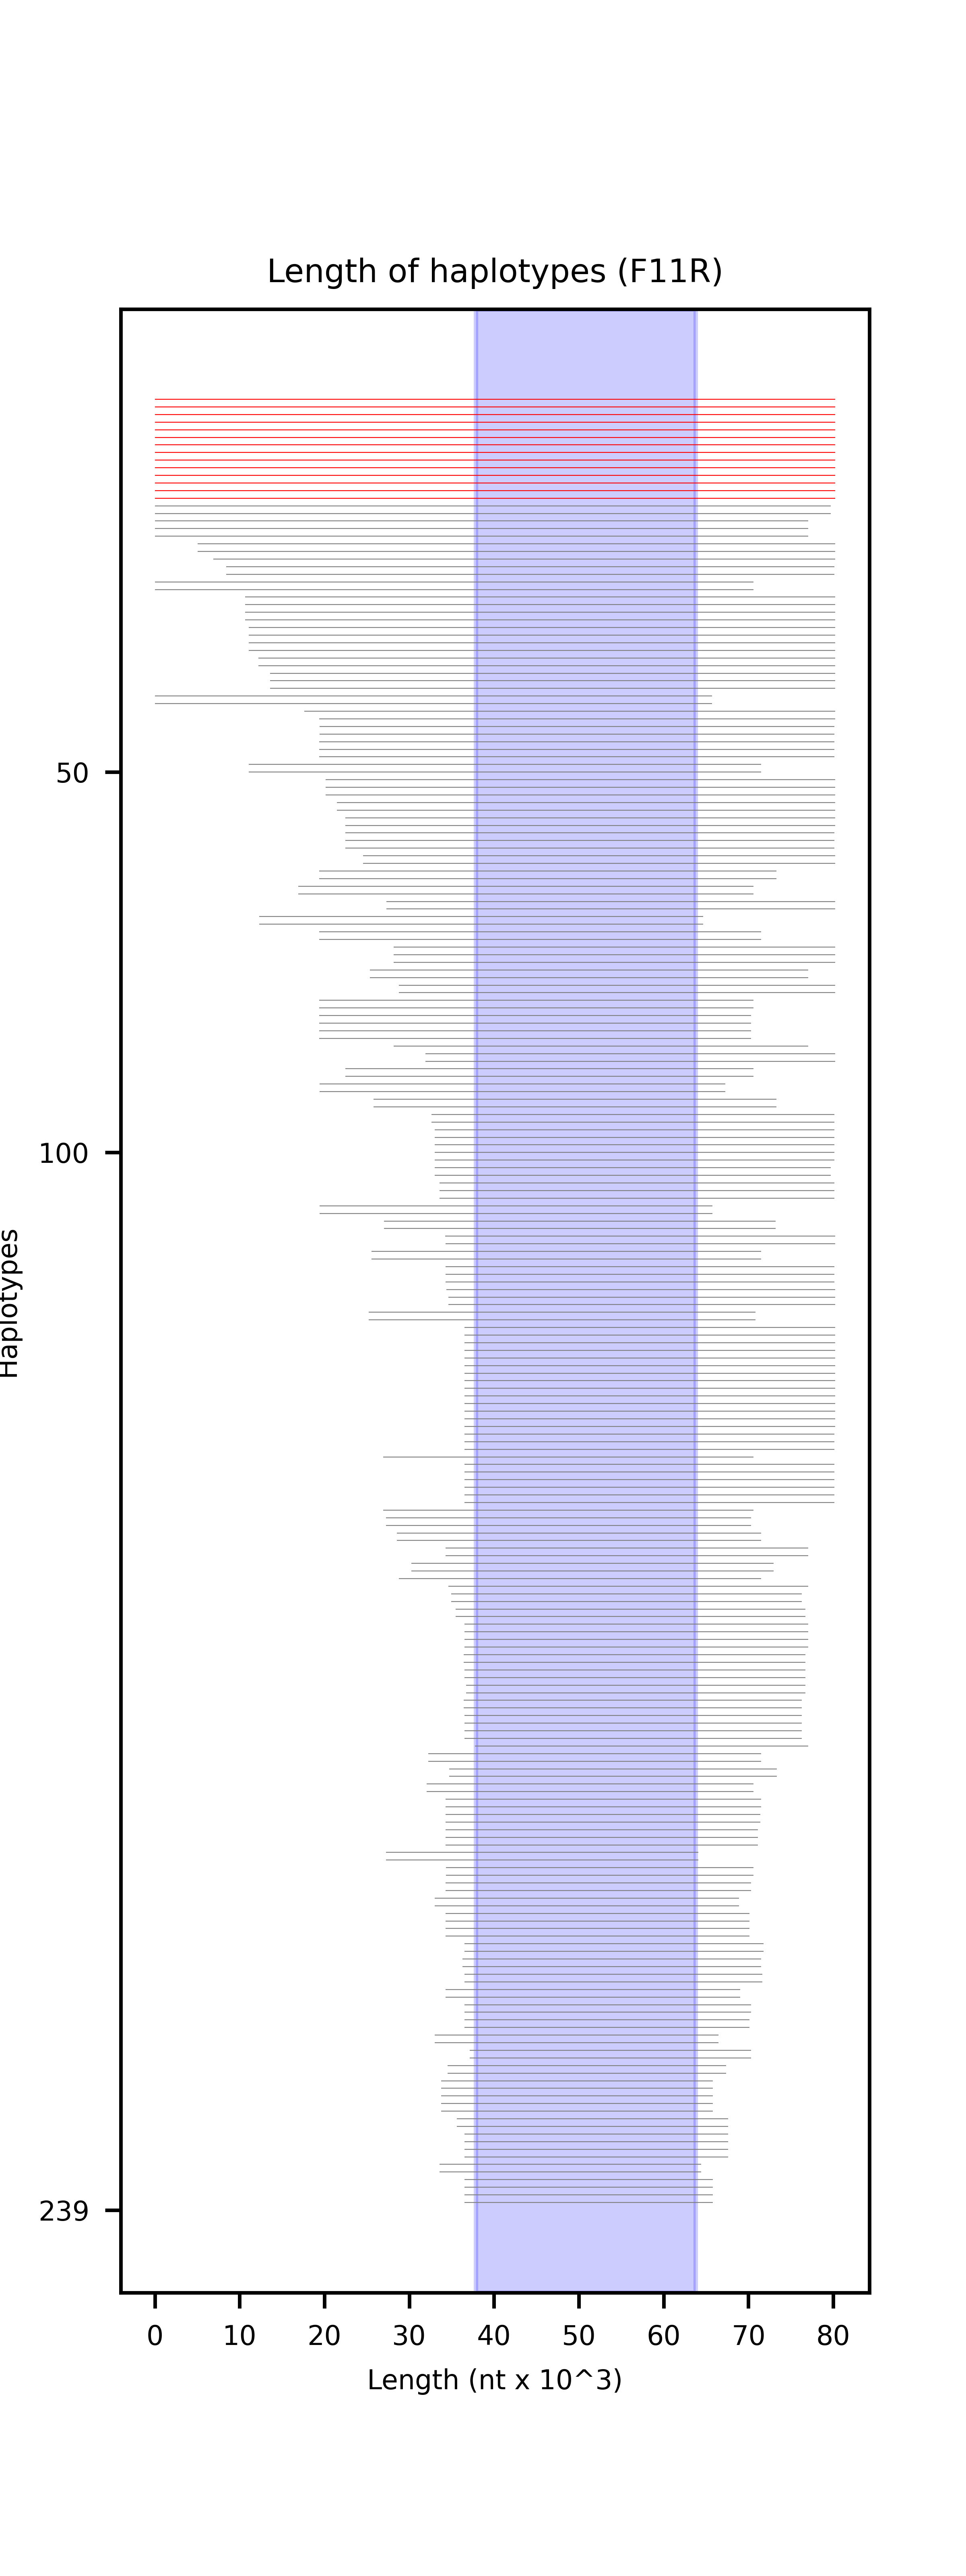 Length of haplotypes (F11R)
50
100
Haplotypes
239
0 10 20 30 40 50 60 70 80
Length (nt x 10^3)